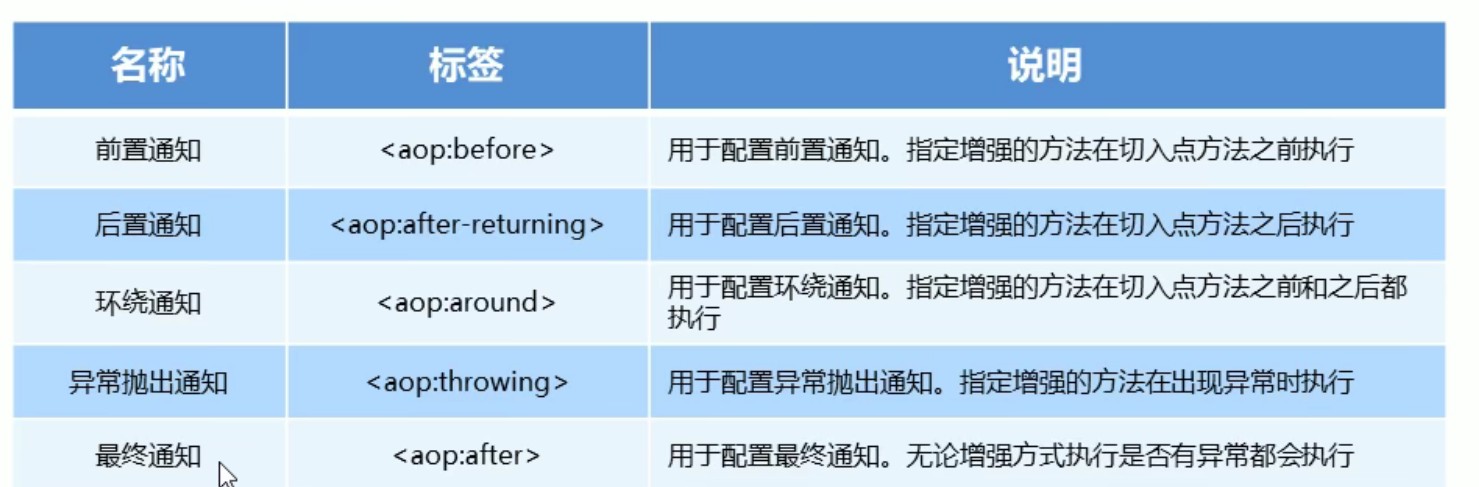 名称 标签 说明
前置通知 <aop:before> 用于配置前置通知。指定增强的方法在切入点方法之前执行
后置通知 <aop:after-returning> 用于配置后置通知。指定增强的方法在切入点方法之后执行
环绕通知 <aop:around> 用于配置环绕通知。指定增强的方法在切入点方法之前和之后都
执行
异常抛出通知 <aop:throwing> 用于配置异常抛出通知。指定增强的方法在出现异常时执行
最终通知 <aop:after> 用于配置最终通知。无论增强方式执行是否有异常都会执行